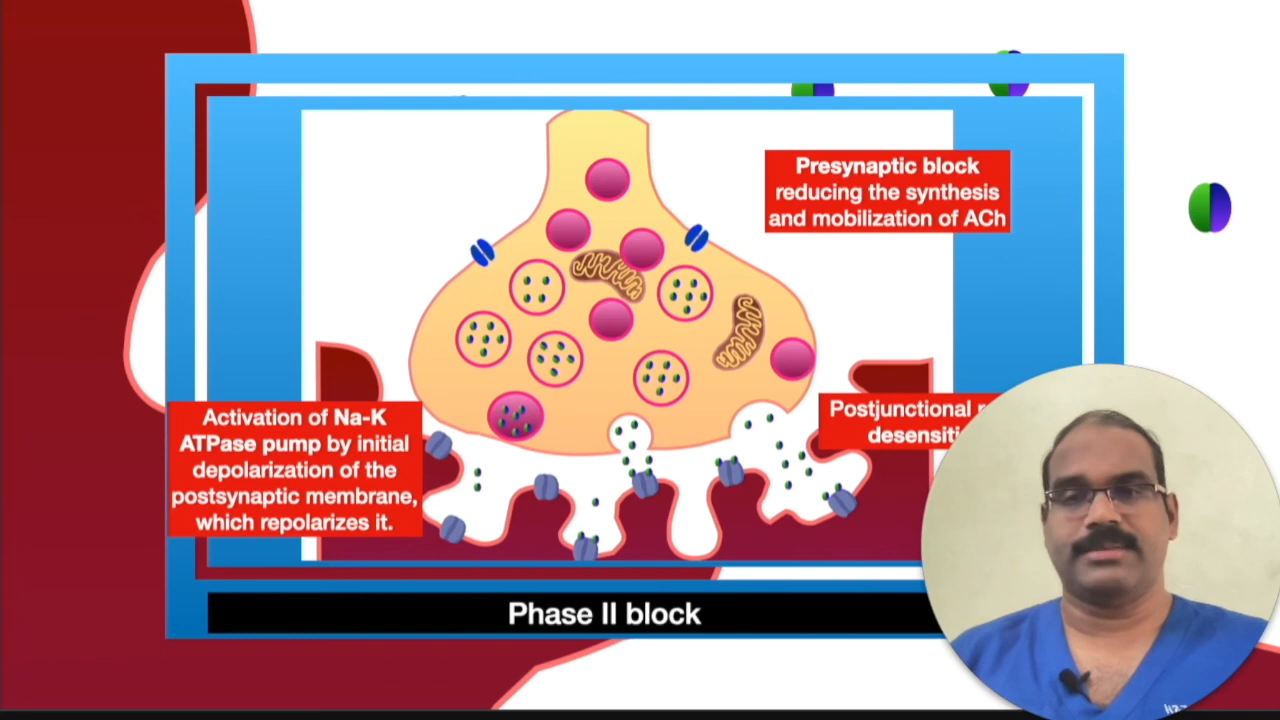 Presynaptic block
reducing the synthesis
and mobilization of ACh
Activation of Na-K
ATPase pump by initial
depolarization of the
postsynaptic membrane,
which repolarizes it.
Postjunctional
Phase II block